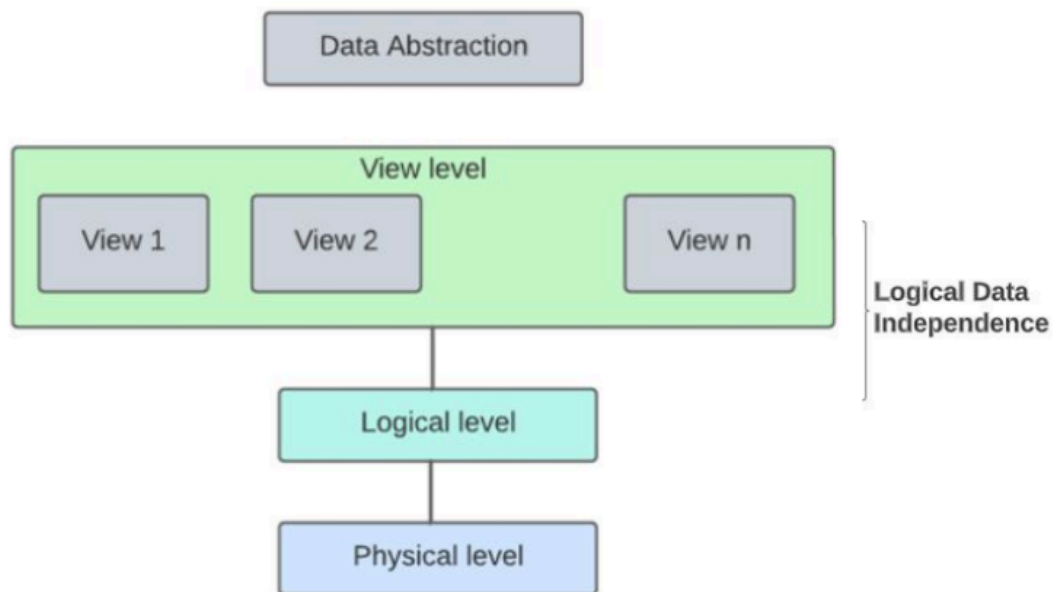 Data Abstraction
View level
View 1
View 2
View n
Logical Data
Independence
Logical level
Physical level